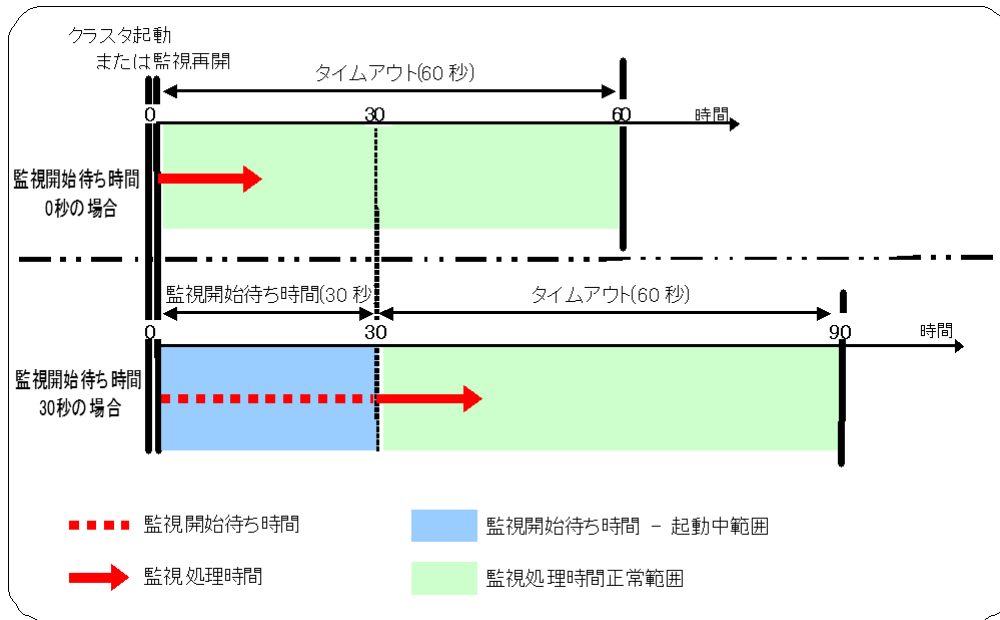 クラスタ起動
または監視再開
タイムアウト(60 秒)
0
30
60
時間
監視開始待ち時間
0秒の場合
監視開始待ち時間(30 秒
タイムアウト(60 秒)
0
30
90
時間
監視開始待ち時間
30秒の場合
監視開始待ち時間
監視開始待ち時間 - 起動中範囲
監視処理時間
監視処理時間正常範囲